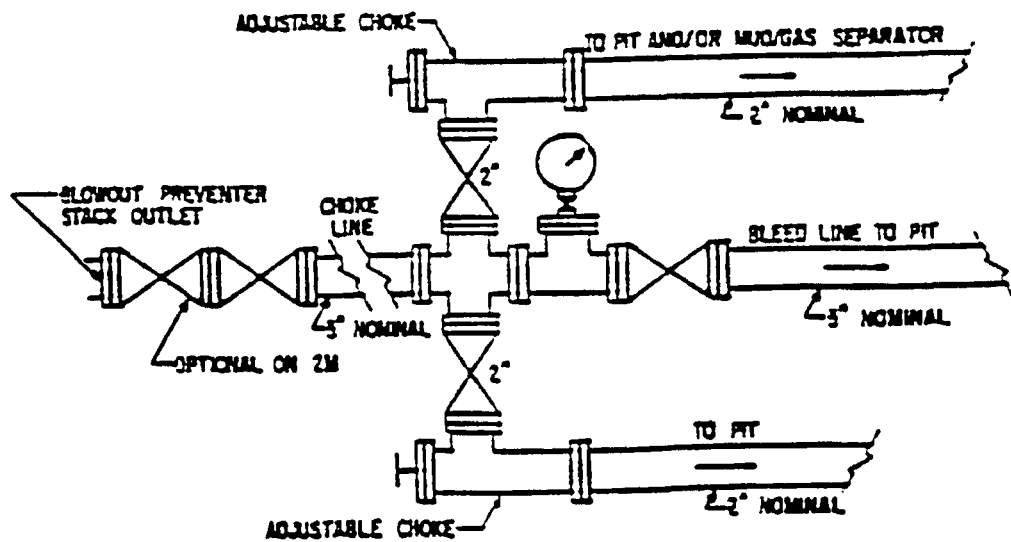 ADJUSTABLE CHOKE
TO PIT AND/OR MUD/GAS SEPARATOR
2" NOMINAL
2"
BLOWOUT PREVENTER
STACK OUTLET
CHOKE
LINE
BLEED LINE TO PIT
3" NOMINAL
3" NOMINAL
OPTIONAL ON 2M
2"
TO PIT
2" NOMINAL
ADJUSTABLE CHOKE